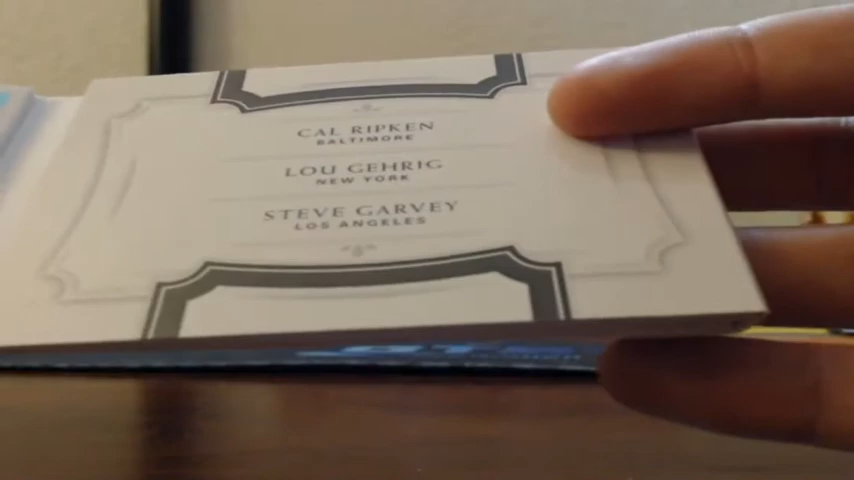 CAL RIPKEN
BALTIMORE
LOU GEHRIG
NEW YORK
STEVE GARVEY
LOS ANGELES